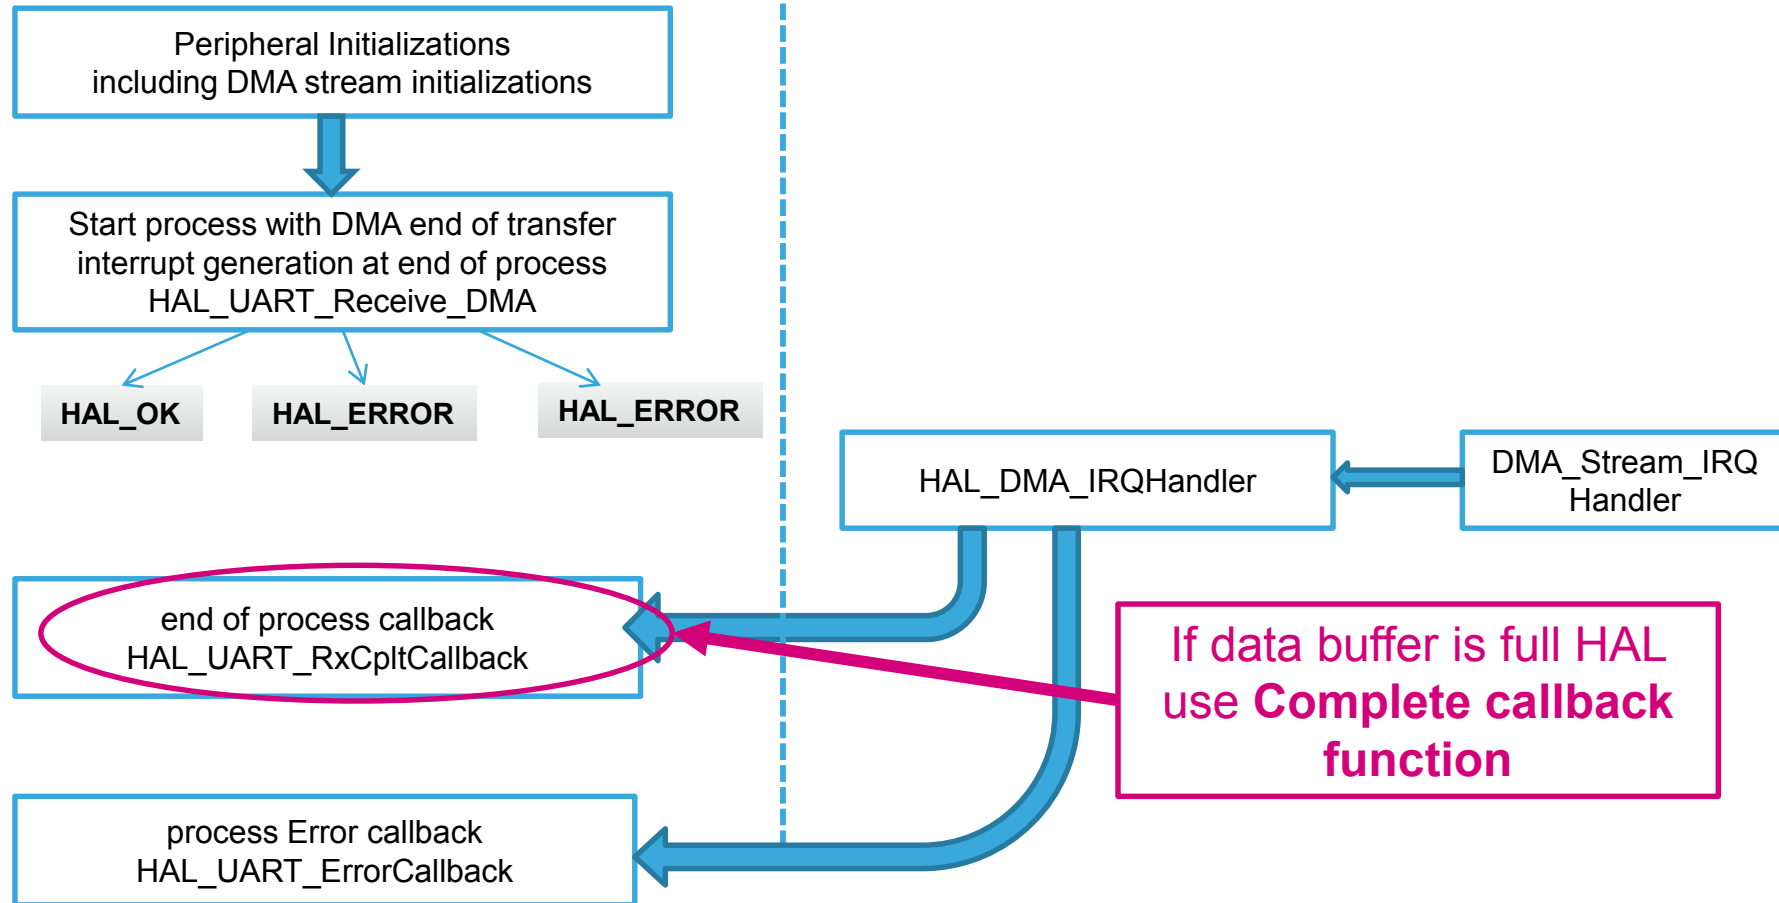 Peripheral Initializations
including DMA stream initializations
Start process with DMA end of transfer
interrupt generation at end of process
HAL_UART_Receive_DMA
HAL_OK
HAL_ERROR
HAL_ERROR
HAL_DMA_IRQHandler
DMA_Stream_IRQ
Handler
end of process callback
HAL_UART_RxCpltCallback
If data buffer is full HAL
use Complete callback
function
process Error callback
HAL_UART_ErrorCallback